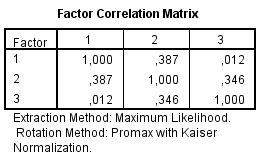 Factor Correlation Matrix
Factor 1 2 3
1 1,000 ,387 ,012
2 ,387 1,000 ,346
3 ,012 ,346 1,000
Extraction Method: Maximum Likelihood.
Rotation Method: Promax with Kaiser
Normalization.